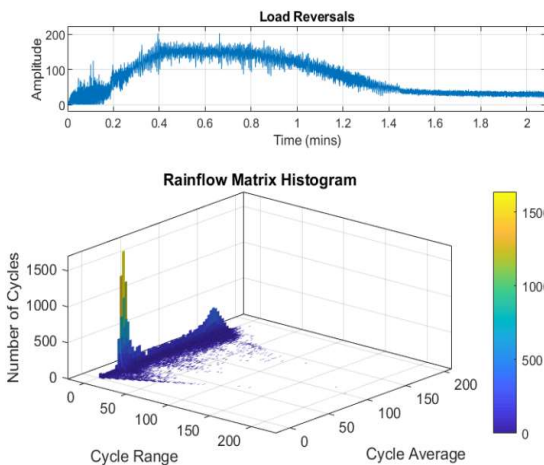 Load Reversals
200
100
0
Amplitude
0 0.2 0.4 0.6 0.8 1 1.2 1.4 1.6 1.8 2
Time (mins)
Rainflow Matrix Histogram
1500
1000
500
0
Number of Cycles
0 50 100 150 200
Cycle Range
0 50 100 150 200
Cycle Average
1500
1000
500
0